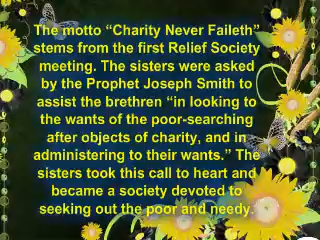 The motto “Charity Never Faileth”
stems from the first Relief Society
meeting. The sisters were asked
by the Prophet Joseph Smith to
assist the brethren “in looking to
the wants of the poor-searching
after objects of charity, and in
administering to their wants.” The
sisters took this call to heart and
became a society devoted to
seeking out the poor and needy.